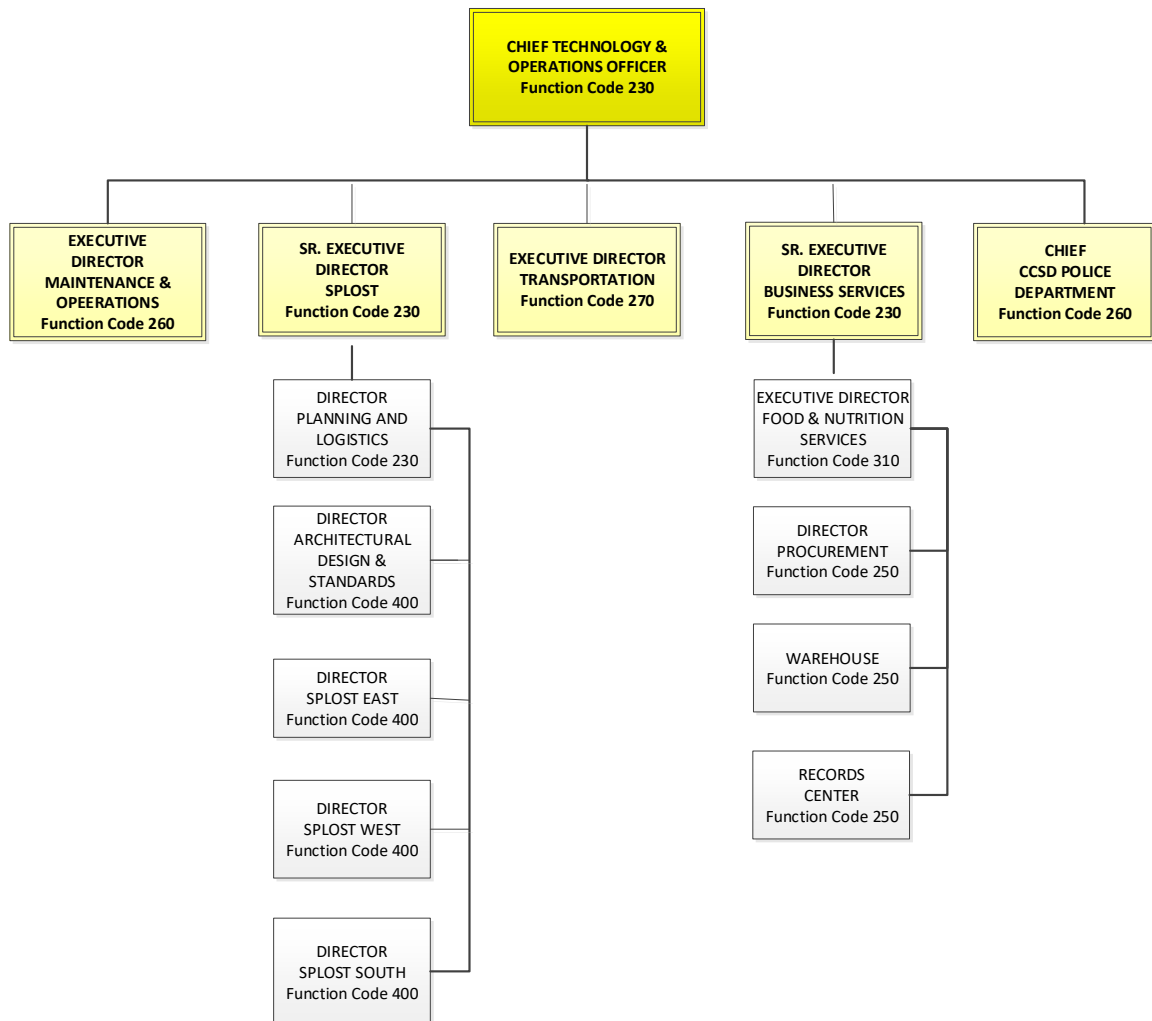 CHIEF TECHNOLOGY &
OPERATIONS OFFICER
Function Code 230
EXECUTIVE
DIRECTOR
MAINTENANCE &
OPEERATIONS
Function Code 260
SR. EXECUTIVE
DIRECTOR
SPLOST
Function Code 230
EXECUTIVE DIRECTOR
TRANSPORTATION
Function Code 270
SR. EXECUTIVE
DIRECTOR
BUSINESS SERVICES
Function Code 230
CHIEF
CCSD POLICE
DEPARTMENT
Function Code 260
DIRECTOR
PLANNING AND
LOGISTICS
Function Code 230
DIRECTOR
ARCHITECTURAL
DESIGN &
STANDARDS
Function Code 400
DIRECTOR
SPLOST EAST
Function Code 400
DIRECTOR
SPLOST WEST
Function Code 400
DIRECTOR
SPLOST SOUTH
Function Code 400
EXECUTIVE DIRECTOR
FOOD & NUTRITION
SERVICES
Function Code 310
DIRECTOR
PROCUREMENT
Function Code 250
WAREHOUSE
Function Code 250
RECORDS
CENTER
Function Code 250